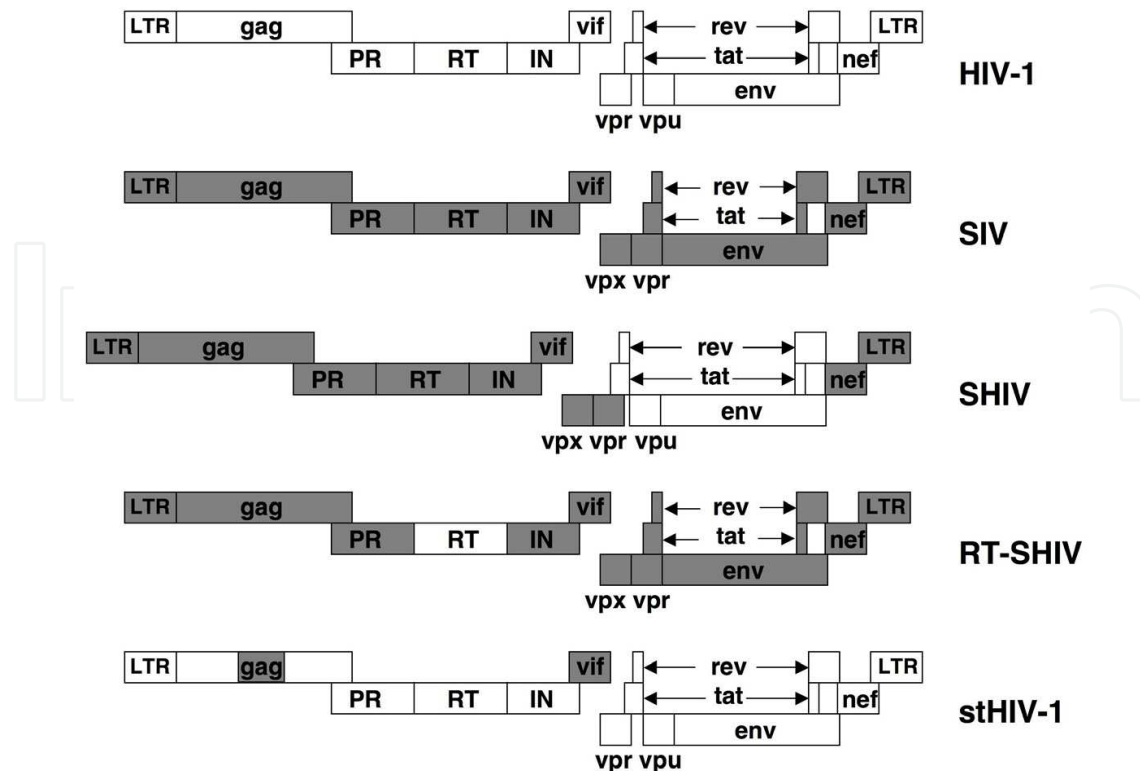 LTR gag vif rev LTR
PR RT IN tat nef
env
vpr vpu
HIV-1
LTR gag vif rev LTR
PR RT IN tat nef
env
vpx vpr
SIV
LTR gag vif rev LTR
PR RT IN tat nef
env
vpx vpr vpu
SHIV
LTR gag vif rev LTR
PR RT IN tat nef
env
vpx vpr
RT-SHIV
LTR gag vif rev LTR
PR RT IN tat nef
env
vpr vpu
stHIV-1